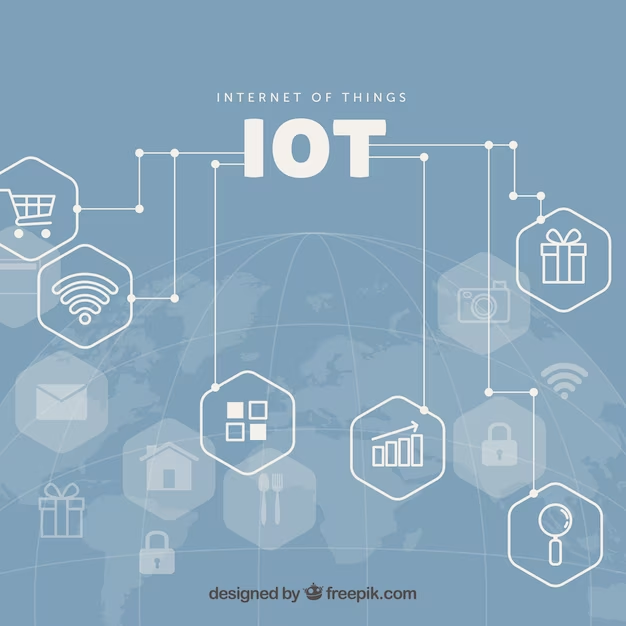 INTERNET OF THINGS
IOT
designed by freepik.com